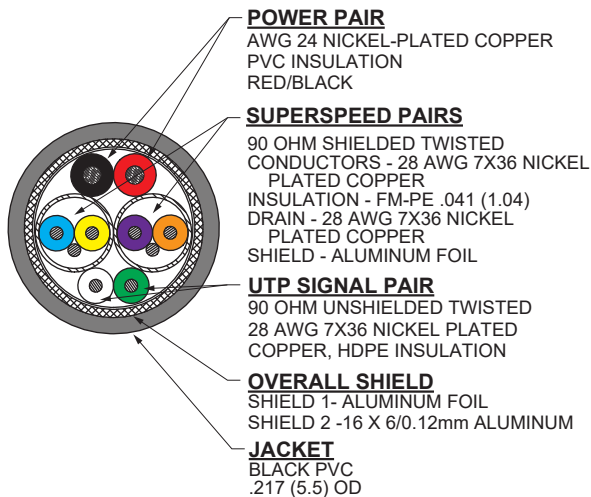 POWER PAIR
AWG 24 NICKEL-PLATED COPPER
PVC INSULATION
RED/BLACK
SUPERSPEED PAIRS
90 OHM SHIELDED TWISTED
CONDUCTORS - 28 AWG 7X36 NICKEL
PLATED COPPER
INSULATION - FM-PE .041 (1.04)
DRAIN - 28 AWG 7X36 NICKEL
PLATED COPPER
SHIELD - ALUMINUM FOIL
UTP SIGNAL PAIR
90 OHM UNSHIELDED TWISTED
28 AWG 7X36 NICKEL PLATED
COPPER, HDPE INSULATION
OVERALL SHIELD
SHIELD 1- ALUMINUM FOIL
SHIELD 2 -16 X 6/0.12mm ALUMINUM
JACKET
BLACK PVC
.217 (5.5) OD